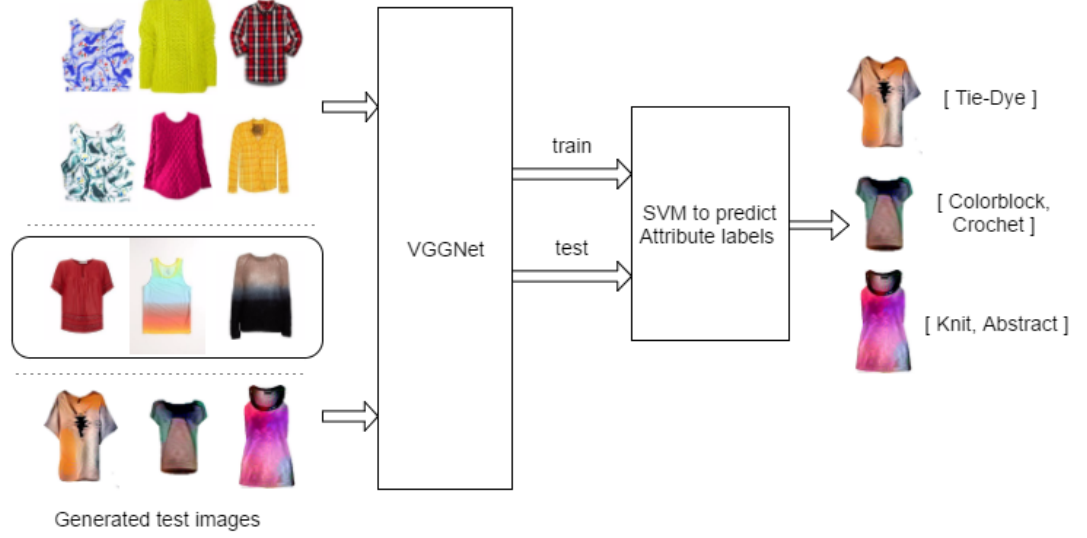 VGGNet
train
test
SVM to predict
Attribute labels
[ Tie-Dye ]
[ Colorblock,
Crochet ]
[ Knit, Abstract ]
Generated test images